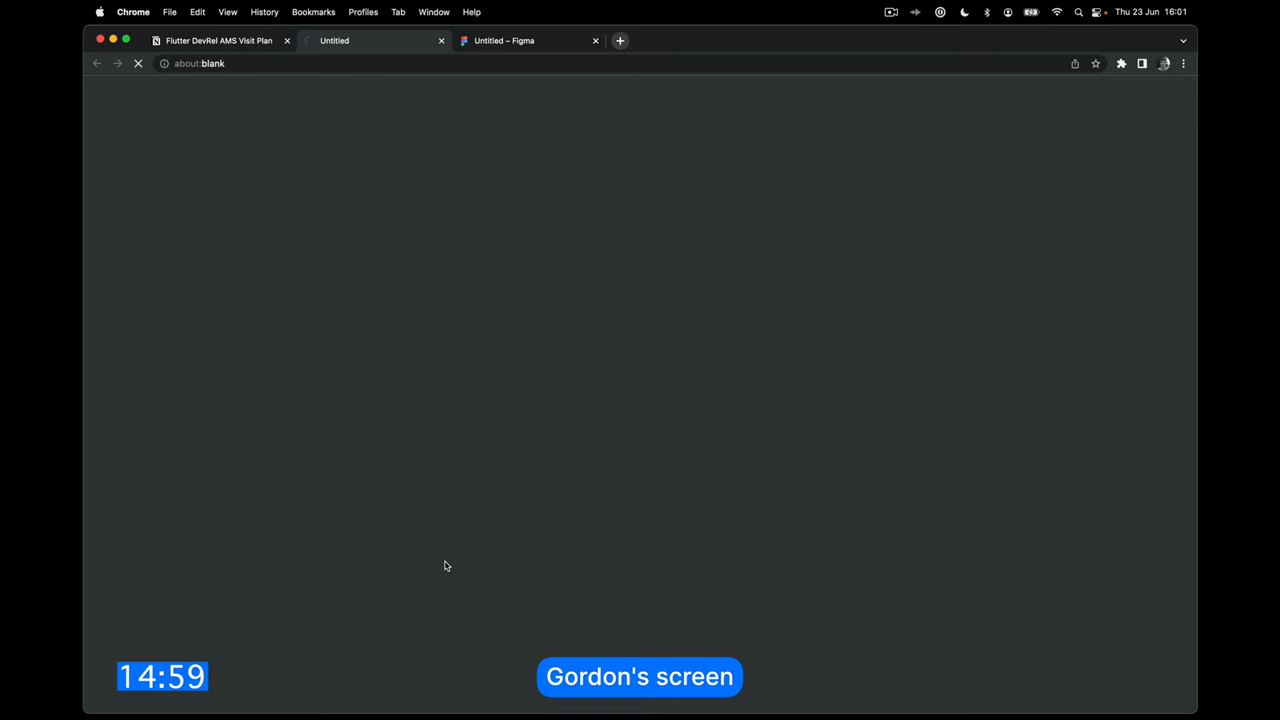 Chrome File Edit View History Bookmarks Profiles Tab Window Help Thu 23 Jun 16:01
Flutter DevRel AMS Visit Plan Untitled Untitled – Figma
about:blank
14:59 Gordon's screen